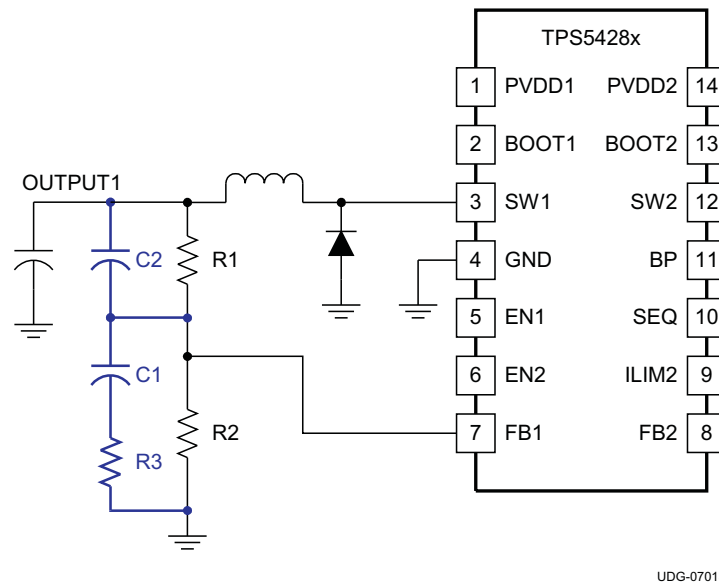 TPS5428x
1 PVDD1 PVDD2 14
2 BOOT1 BOOT2 13
OUTPUT1
3 SW1 SW2 12
C2 R1
4 GND BP 11
5 EN1 SEQ 10
C1
6 EN2 ILIM2 9
R2
7 FB1 FB2 8
R3
UDG-0701